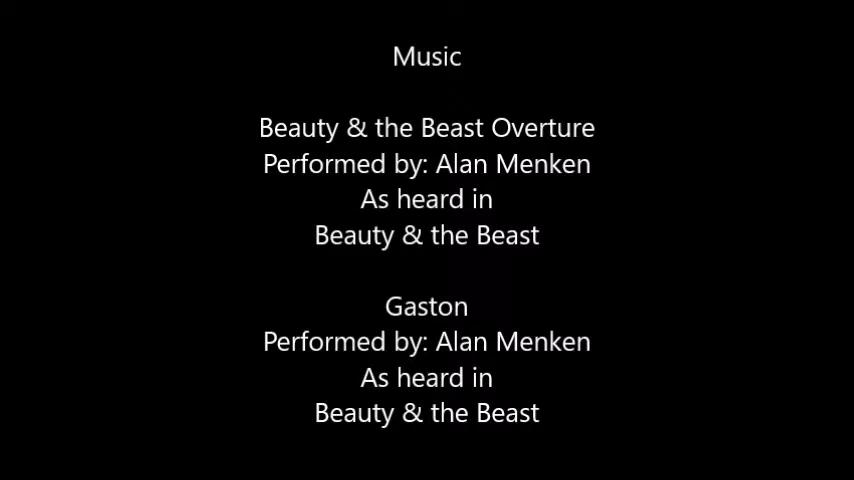 Music
Beauty & the Beast Overture
Performed by: Alan Menken
As heard in
Beauty & the Beast
Gaston
Performed by: Alan Menken
As heard in
Beauty & the Beast